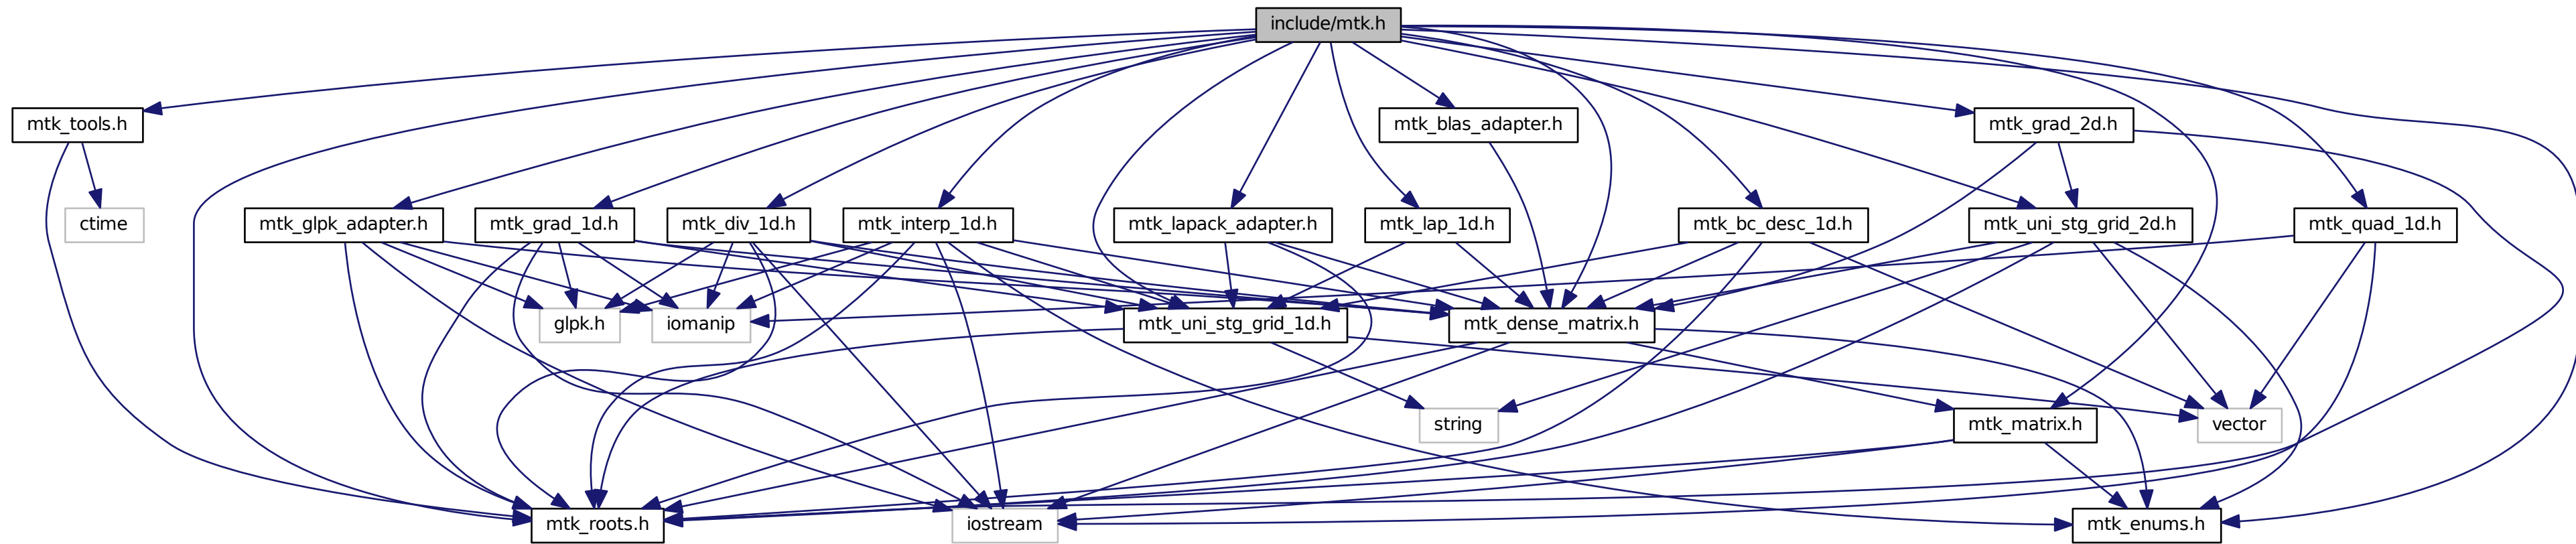 include/mtk.h
mtk_tools.h
mtk_blas_adapter.h
mtk_grad_2d.h
ctime
mtk_glpk_adapter.h
mtk_grad_1d.h
mtk_div_1d.h
mtk_interp_1d.h
mtk_lapack_adapter.h
mtk_lap_1d.h
mtk_bc_desc_1d.h
mtk_uni_stg_grid_2d.h
mtk_quad_1d.h
glpk.h
iomanip
mtk_uni_stg_grid_1d.h
mtk_dense_matrix.h
string
mtk_matrix.h
vector
mtk_roots.h
iostream
mtk_enums.h